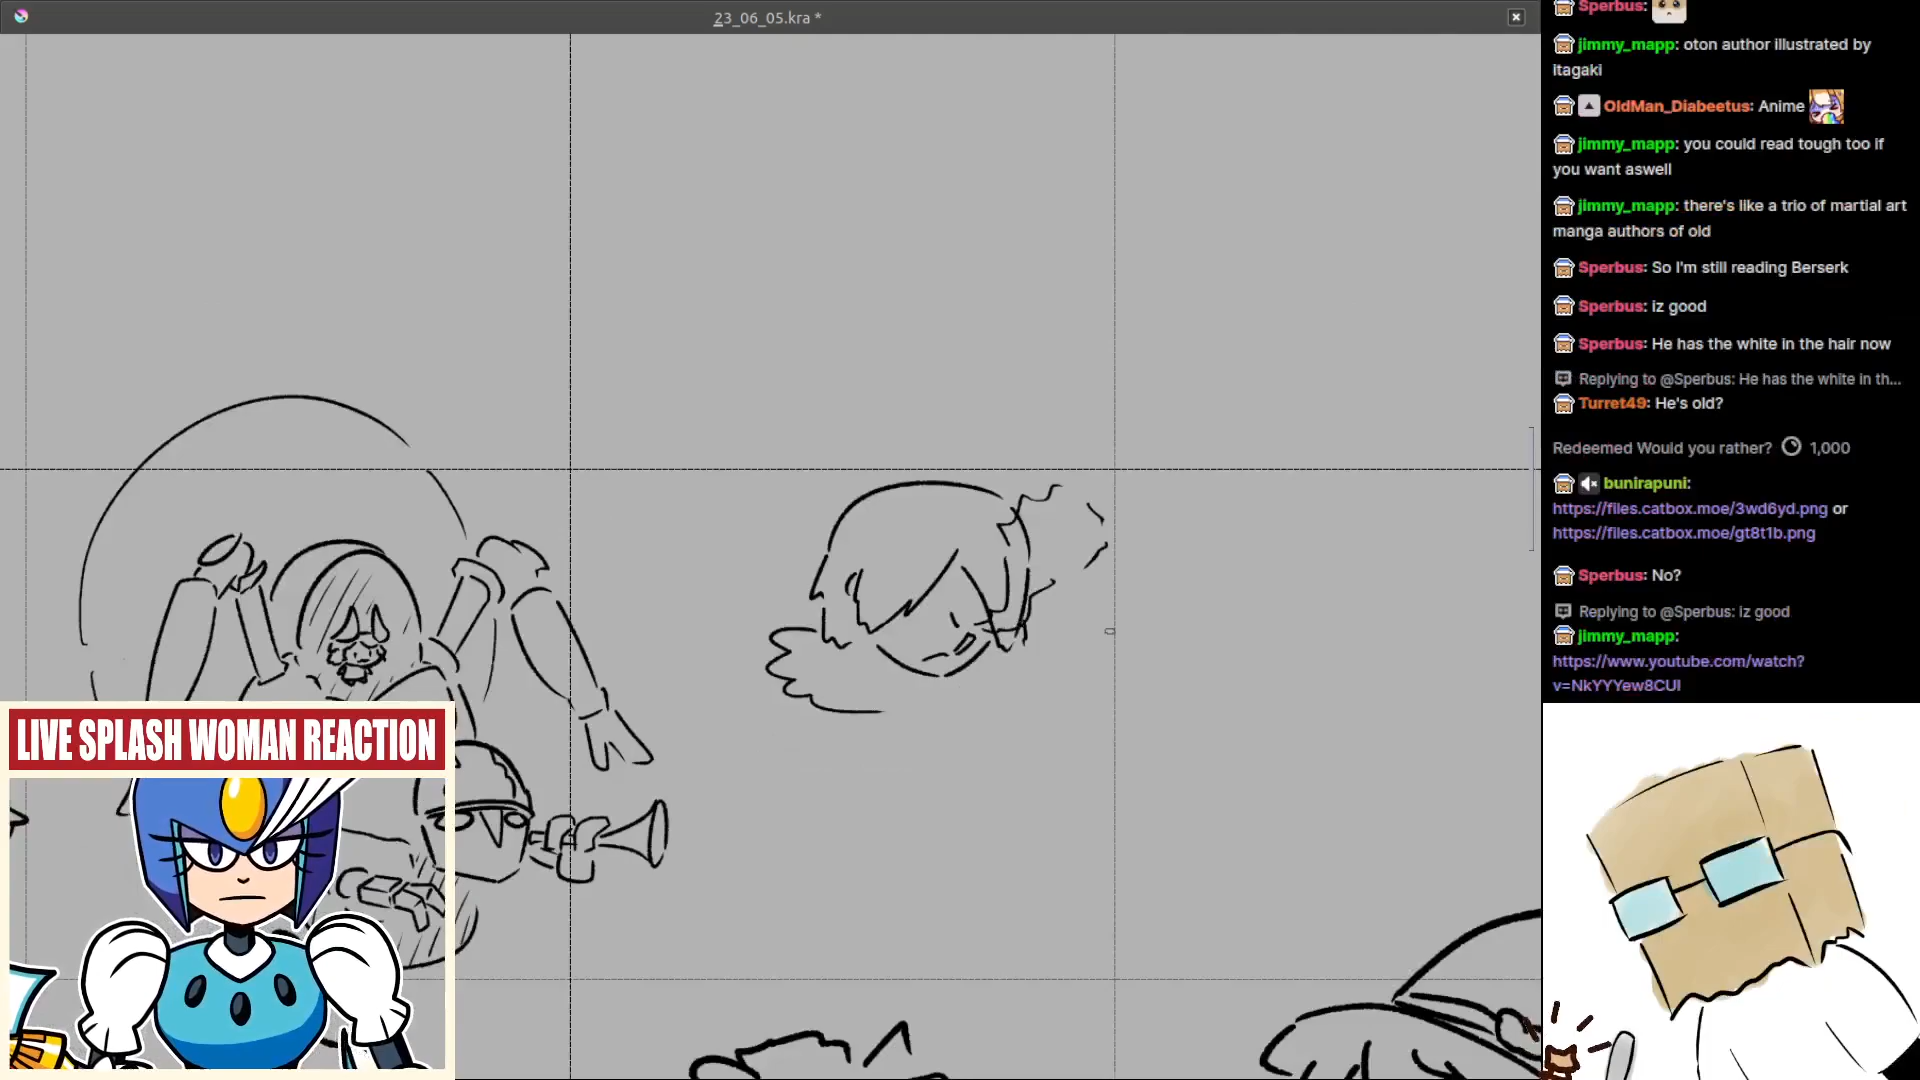 23_06_05.kra *
Sperbus:
jimmy_mapp: oton author illustrated by
itagaki
OldMan_Diabeetus: Anime
jimmy_mapp: you could read tough too if
you want aswell
jimmy_mapp: there's like a trio of martial art
manga authors of old
Sperbus: So I'm still reading Berserk
Sperbus: iz good
Sperbus: He has the white in the hair now
Replying to @Sperbus: He has the white in th...
Turret49: He's old?
Redeemed Would you rather? 1,000
bunirapuni:
https://files.catbox.moe/3wd6yd.png or
https://files.catbox.moe/gt8t1b.png
Sperbus: No?
Replying to @Sperbus: iz good
jimmy_mapp:
https://www.youtube.com/watch?
v=NkYYYew8CUI
LIVE SPLASH WOMAN REACTION